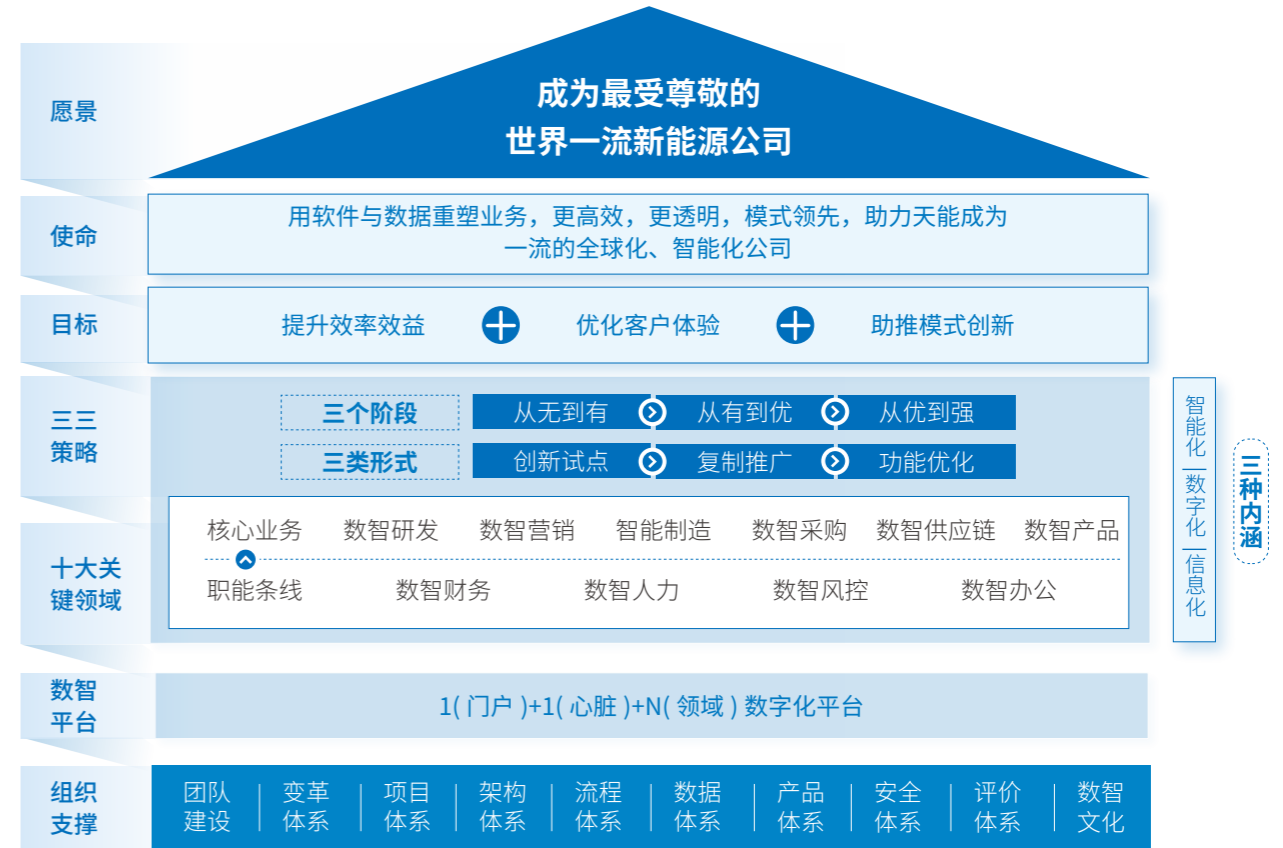 愿景
成为最受尊敬的
世界一流新能源公司
使命
用软件与数据重塑业务，更高效，更透明，模式领先，助力天能成为
一流的全球化、智能化公司
目标
提升效率效益
优化客户体验
助推模式创新
三三
策略
三个阶段
从无到有
从有到优
从优到强
三类形式
创新试点
复制推广
功能优化
十大关
键领域
核心业务 数智研发 数智营销 智能制造 数智采购 数智供应链 数智产品
职能条线 数智财务 数智人力 数智风控 数智办公
智能化|数字化|信息化
三种内涵
数智
平台
1(门户)+1(心脏)+N(领域)数字化平台
组织
支撑
团队
建设
变革
体系
项目
体系
架构
体系
流程
体系
数据
体系
产品
体系
安全
体系
评价
体系
数智
文化